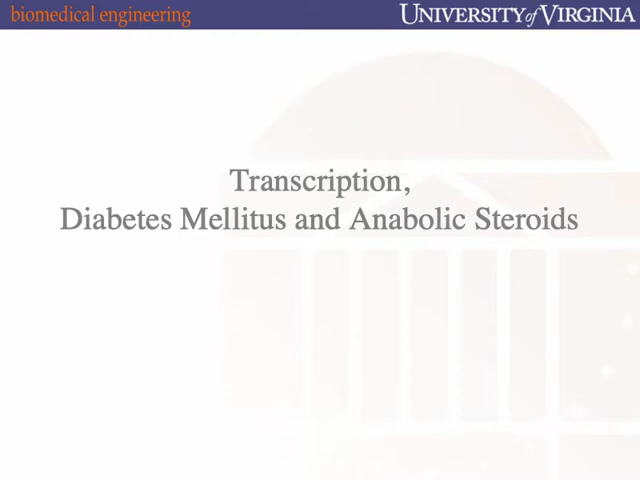 biomedical engineering
UNIVERSITY of VIRGINIA
Transcription,
Diabetes Mellitus and Anabolic Steroids